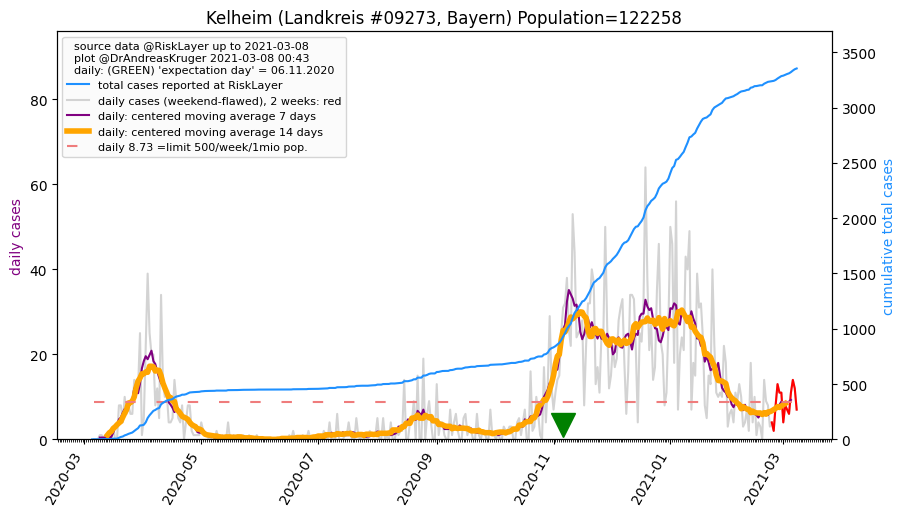 Kelheim (Landkreis #09273, Bayern) Population=122258
source data @RiskLayer up to 2021-03-08
plot @DrAndreasKruger 2021-03-08 00:43
daily: (GREEN) 'expectation day' = 06.11.2020
total cases reported at RiskLayer
daily cases (weekend-flawed), 2 weeks: red
daily: centered moving average 7 days
daily: centered moving average 14 days
daily 8.73 =limit 500/week/1mio pop.
daily cases
80
60
40
20
0
cumulative total cases
3500
3000
2500
2000
1500
1000
500
0
2020-03
2020-05
2020-07
2020-09
2020-11
2021-01
2021-03